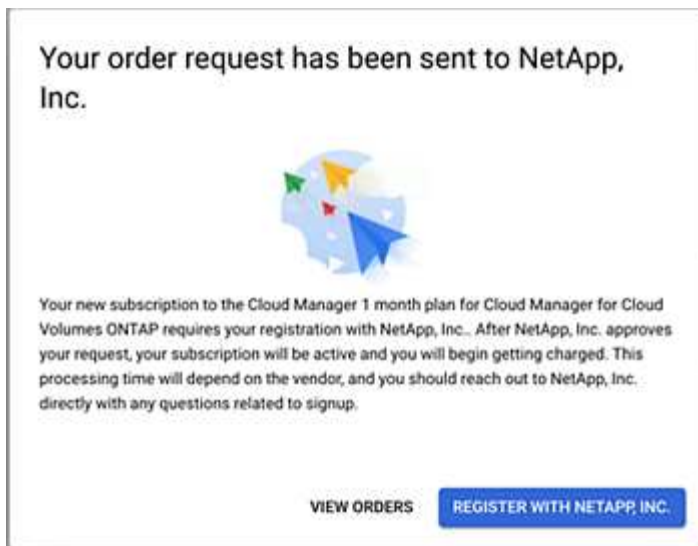 Your order request has been sent to NetApp,
Inc.
Your new subscription to the Cloud Manager 1 month plan for Cloud Manager for Cloud
Volumes ONTAP requires your registration with NetApp, Inc.. After NetApp, Inc. approves
your request, your subscription will be active and you will begin getting charged. This
processing time will depend on the vendor, and you should reach out to NetApp, Inc.
directly with any questions related to signup.
VIEW ORDERS
REGISTER WITH NETAPP, INC.